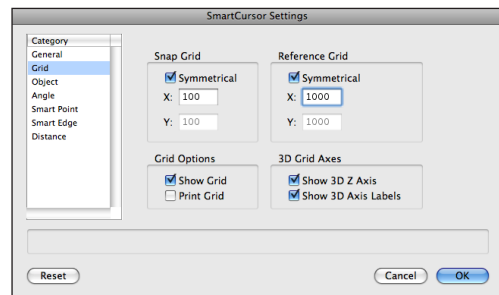 SmartCursor Settings
Category
General
Grid
Object
Angle
Smart Point
Smart Edge
Distance
Snap Grid
Symmetrical
X: 100
Y: 100
Reference Grid
Symmetrical
X: 1000
Y: 1000
Grid Options
Show Grid
Print Grid
3D Grid Axes
Show 3D Z Axis
Show 3D Axis Labels
Reset
Cancel
OK